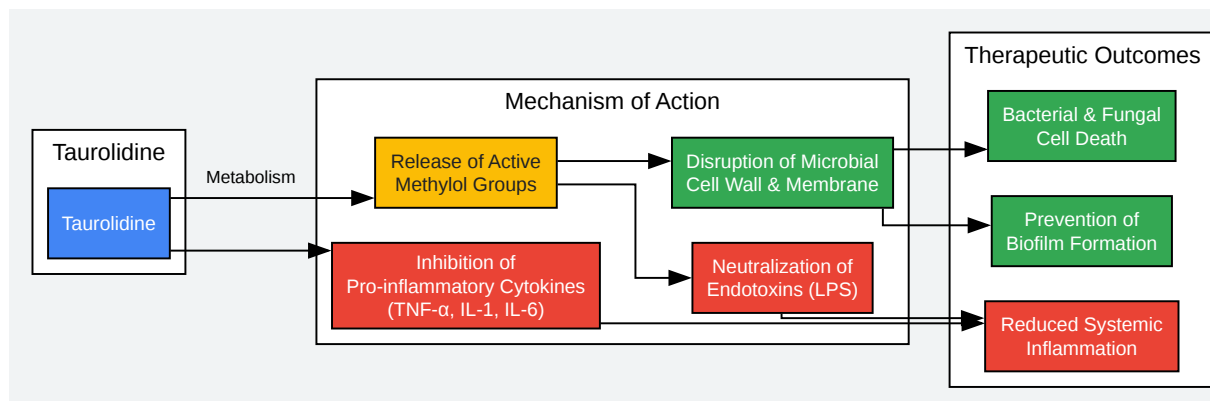 Taurolidine
Taurolidine
Metabolism
Mechanism of Action
Release of Active
Methylol Groups
Disruption of Microbial
Cell Wall & Membrane
Inhibition of
Pro-inflammatory Cytokines
(TNF-α, IL-1, IL-6)
Neutralization of
Endotoxins (LPS)
Therapeutic Outcomes
Bacterial & Fungal
Cell Death
Prevention of
Biofilm Formation
Reduced Systemic
Inflammation